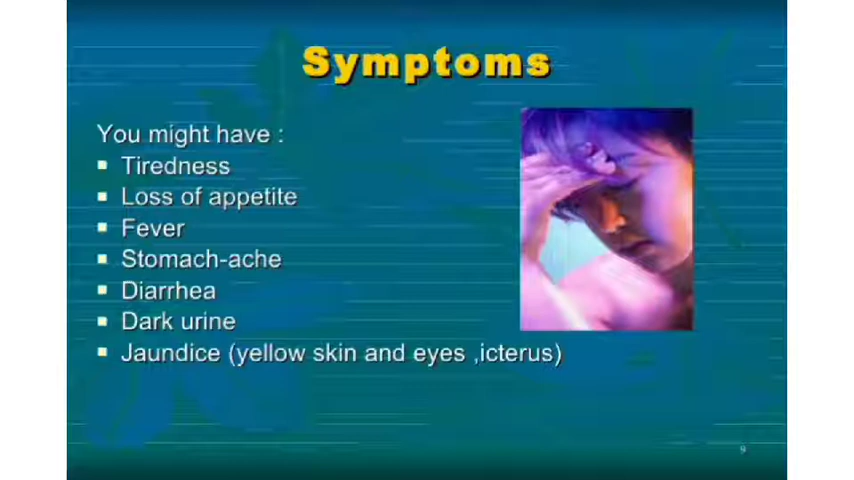 Symptoms
You might have :
▪ Tiredness
▪ Loss of appetite
▪ Fever
▪ Stomach-ache
▪ Diarrhea
▪ Dark urine
▪ Jaundice (yellow skin and eyes ,icterus)
9